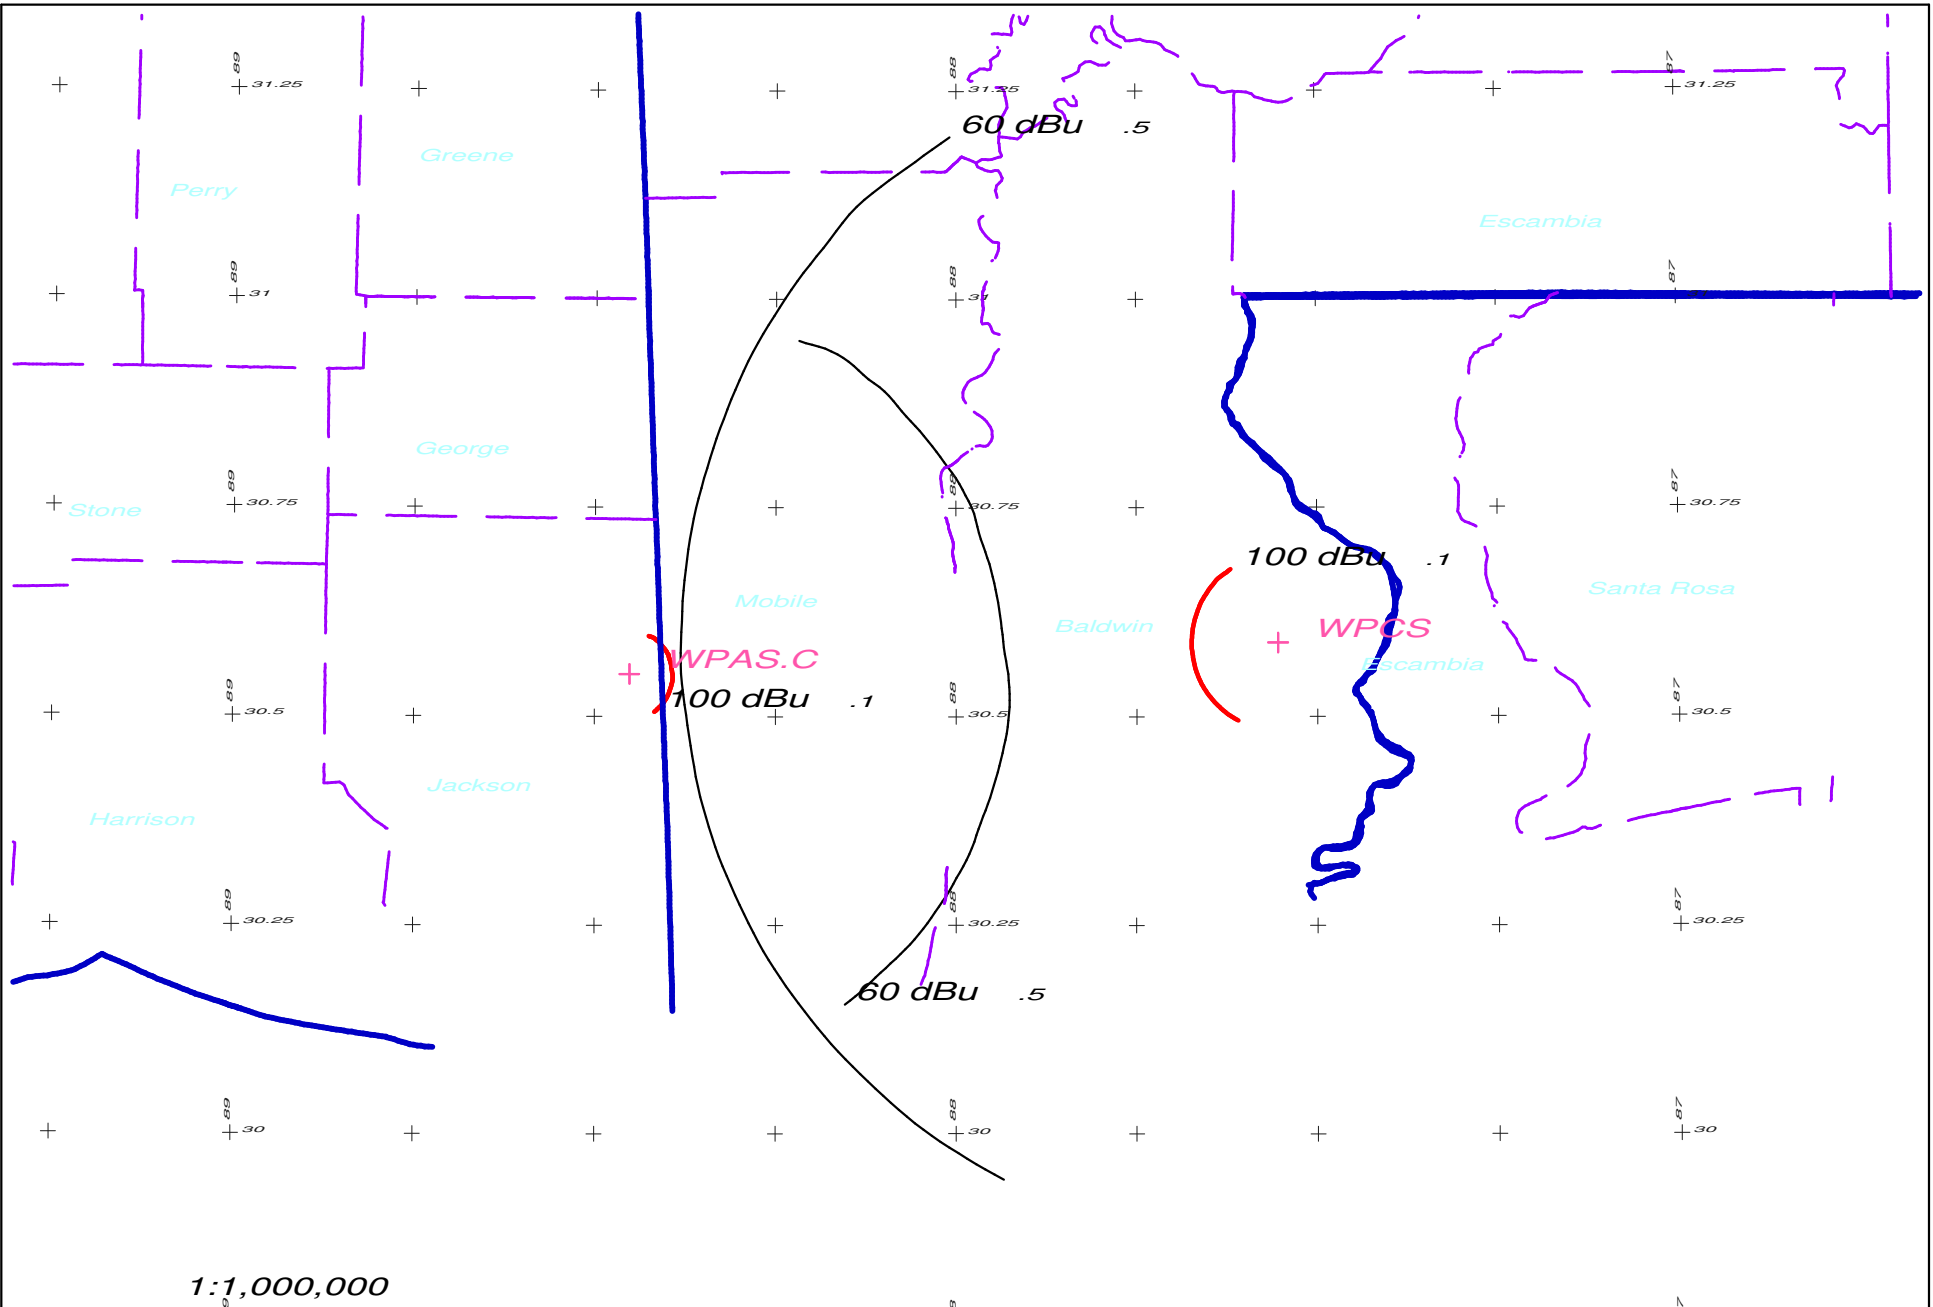 89
31.25
88
31.25
87
31.25
60 dBu .5
Greene
Perry
Escambia
89
31
88
31
87
George
Stone
89
30.75
88
30.75
87
30.75
100 dBu .1
Santa Rosa
Mobile
Baldwin
WPCS
WPAS.C
Escambia
100 dBu .1
89
30.5
88
30.5
87
30.5
Jackson
Harrison
89
30.25
88
30.25
87
30.25
60 dBu .5
89
30
88
30
87
30
1:1,000,000